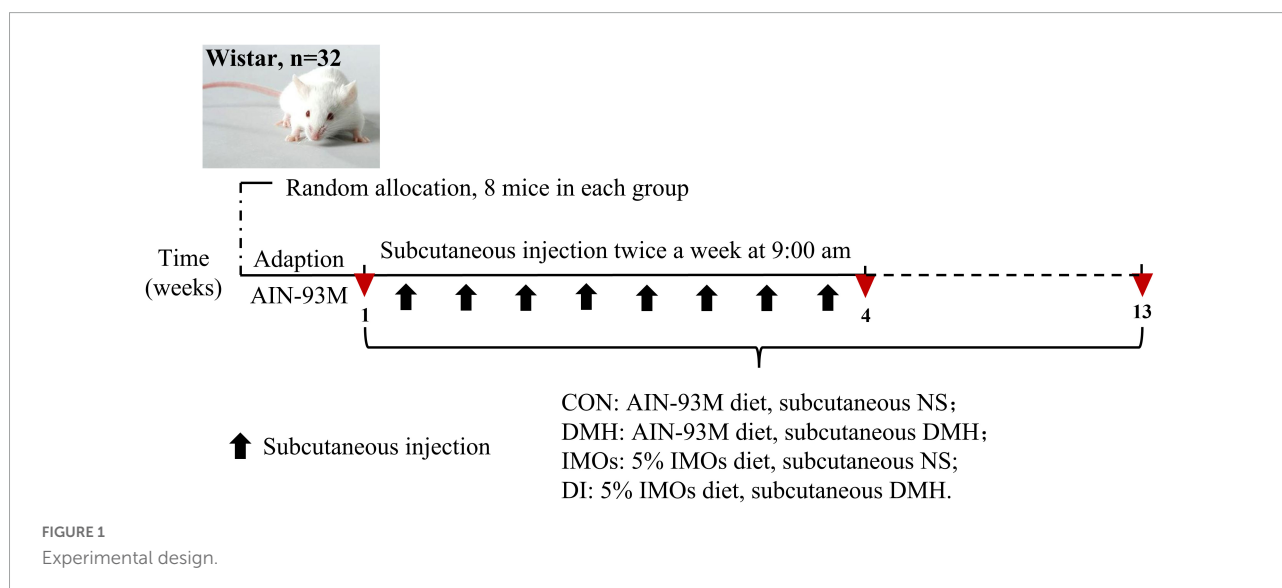 Wistar, n=32
Random allocation, 8 mice in each group
Time
(weeks)
Adaption
AIN-93M
Subcutaneous injection twice a week at 9:00 am
1
4
13
CON: AIN-93M diet, subcutaneous NS；
DMH: AIN-93M diet, subcutaneous DMH；
IMOs: 5% IMOs diet, subcutaneous NS;
DI: 5% IMOs diet, subcutaneous DMH.
Subcutaneous injection
FIGURE 1
Experimental design.